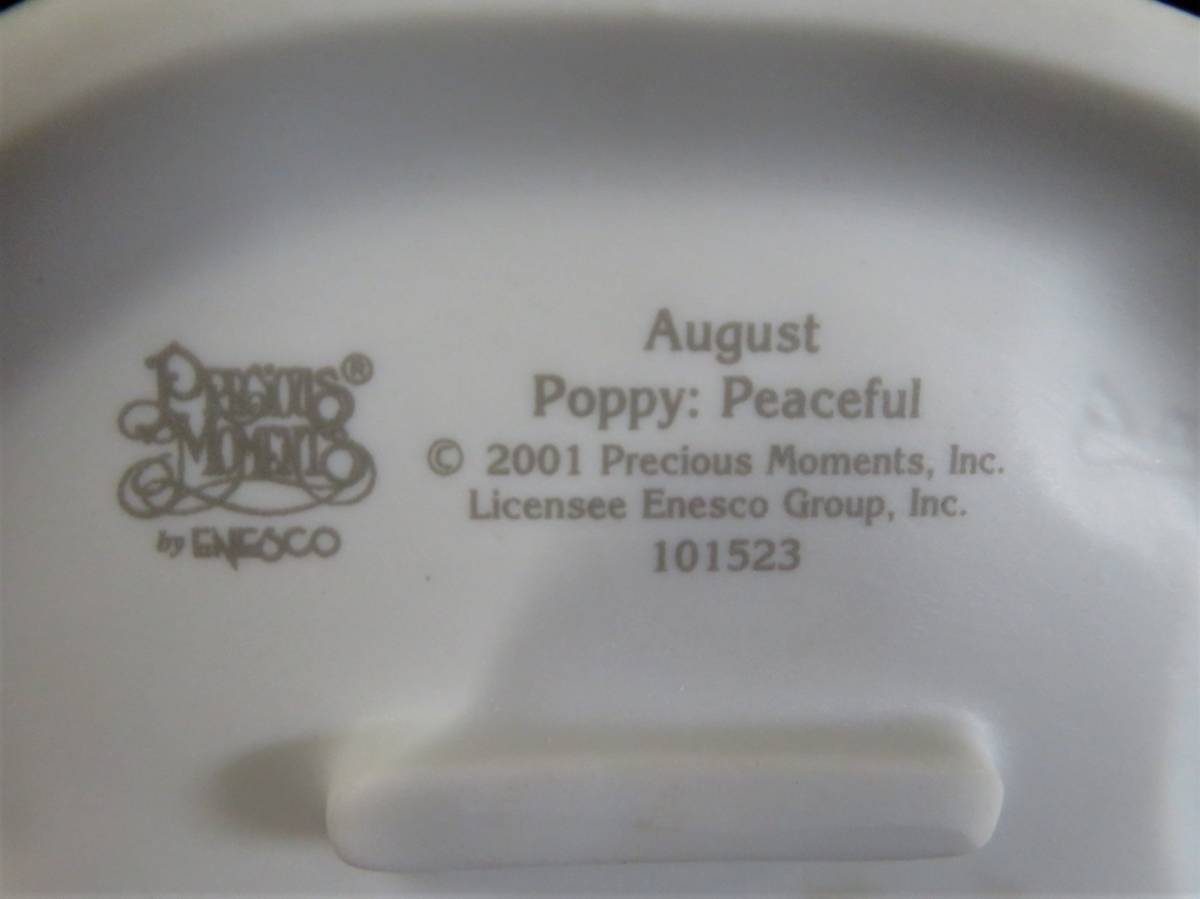 PRECIOUS®
MOMENTS
by ENESCO
August
Poppy: Peaceful
© 2001 Precious Moments, Inc.
Licensee Enesco Group, Inc.
101523